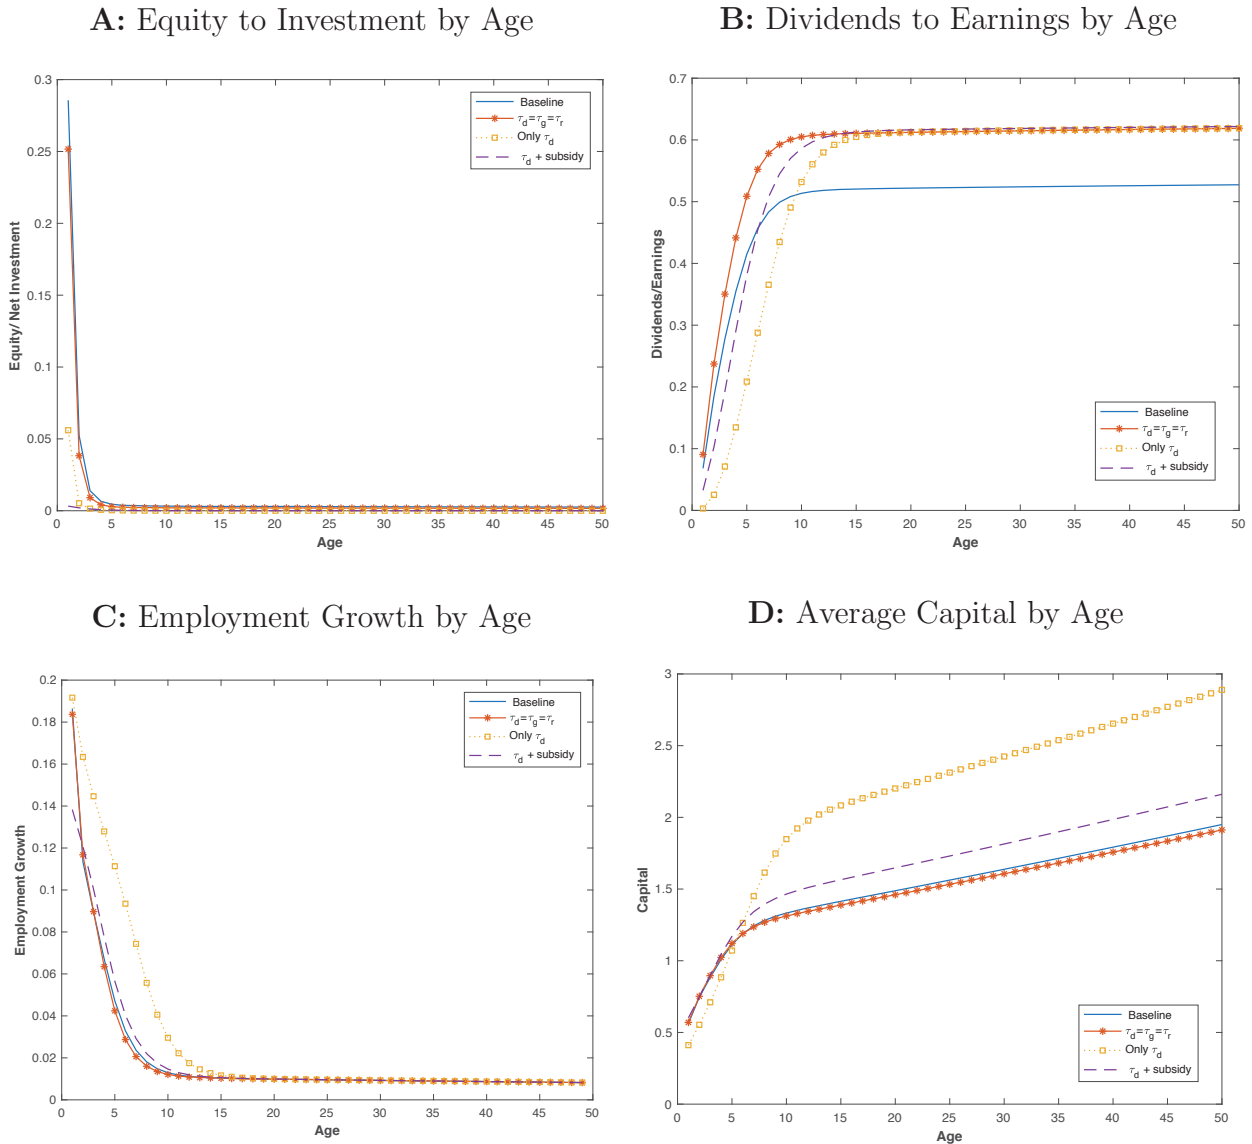 A: Equity to Investment by Age
0.3
0.25
0.2
0.15
0.1
0.05
0
0 5 10 15 20 25 30 35 40 45 50
Equity/ Net Investment
Age
Baseline
τd=τg=τr
Only τd
τd + subsidy
B: Dividends to Earnings by Age
0.7
0.6
0.5
0.4
0.3
0.2
0.1
0
0 5 10 15 20 25 30 35 40 45 50
Dividends/Earnings
Age
Baseline
τd=τg=τr
Only τd
τd + subsidy
C: Employment Growth by Age
0.2
0.18
0.16
0.14
0.12
0.1
0.08
0.06
0.04
0.02
0
0 5 10 15 20 25 30 35 40 45 50
Employment Growth
Age
Baseline
τd=τg=τr
Only τd
τd + subsidy
D: Average Capital by Age
3
2.5
2
1.5
1
0.5
0
0 5 10 15 20 25 30 35 40 45 50
Capital
Age
Baseline
τd=τg=τr
Only τd
τd + subsidy